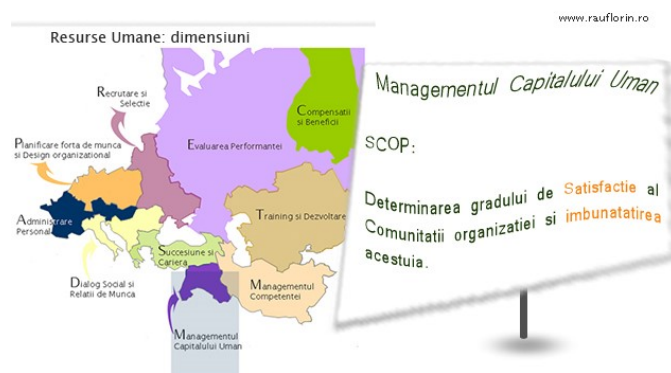 www.rauflorin.ro
Resurse Umane: dimensiuni
Recrutare si
Selectie
Compensatii
si Beneficii
Planificare forta de munca
si Design organizational
Evaluarea Performantei
Administrare
Personal
Training si Dezvoltare
Succesiune si
Cariera
Dialog Social si
Relatii de Munca
Managementul
Competentei
Managementul
Capitalului Uman
Managementul Capitalului Uman
SCOP:
Determinarea gradului de Satisfactie al
Comunitatii organizatiei si imbunatatirea
acestuia.